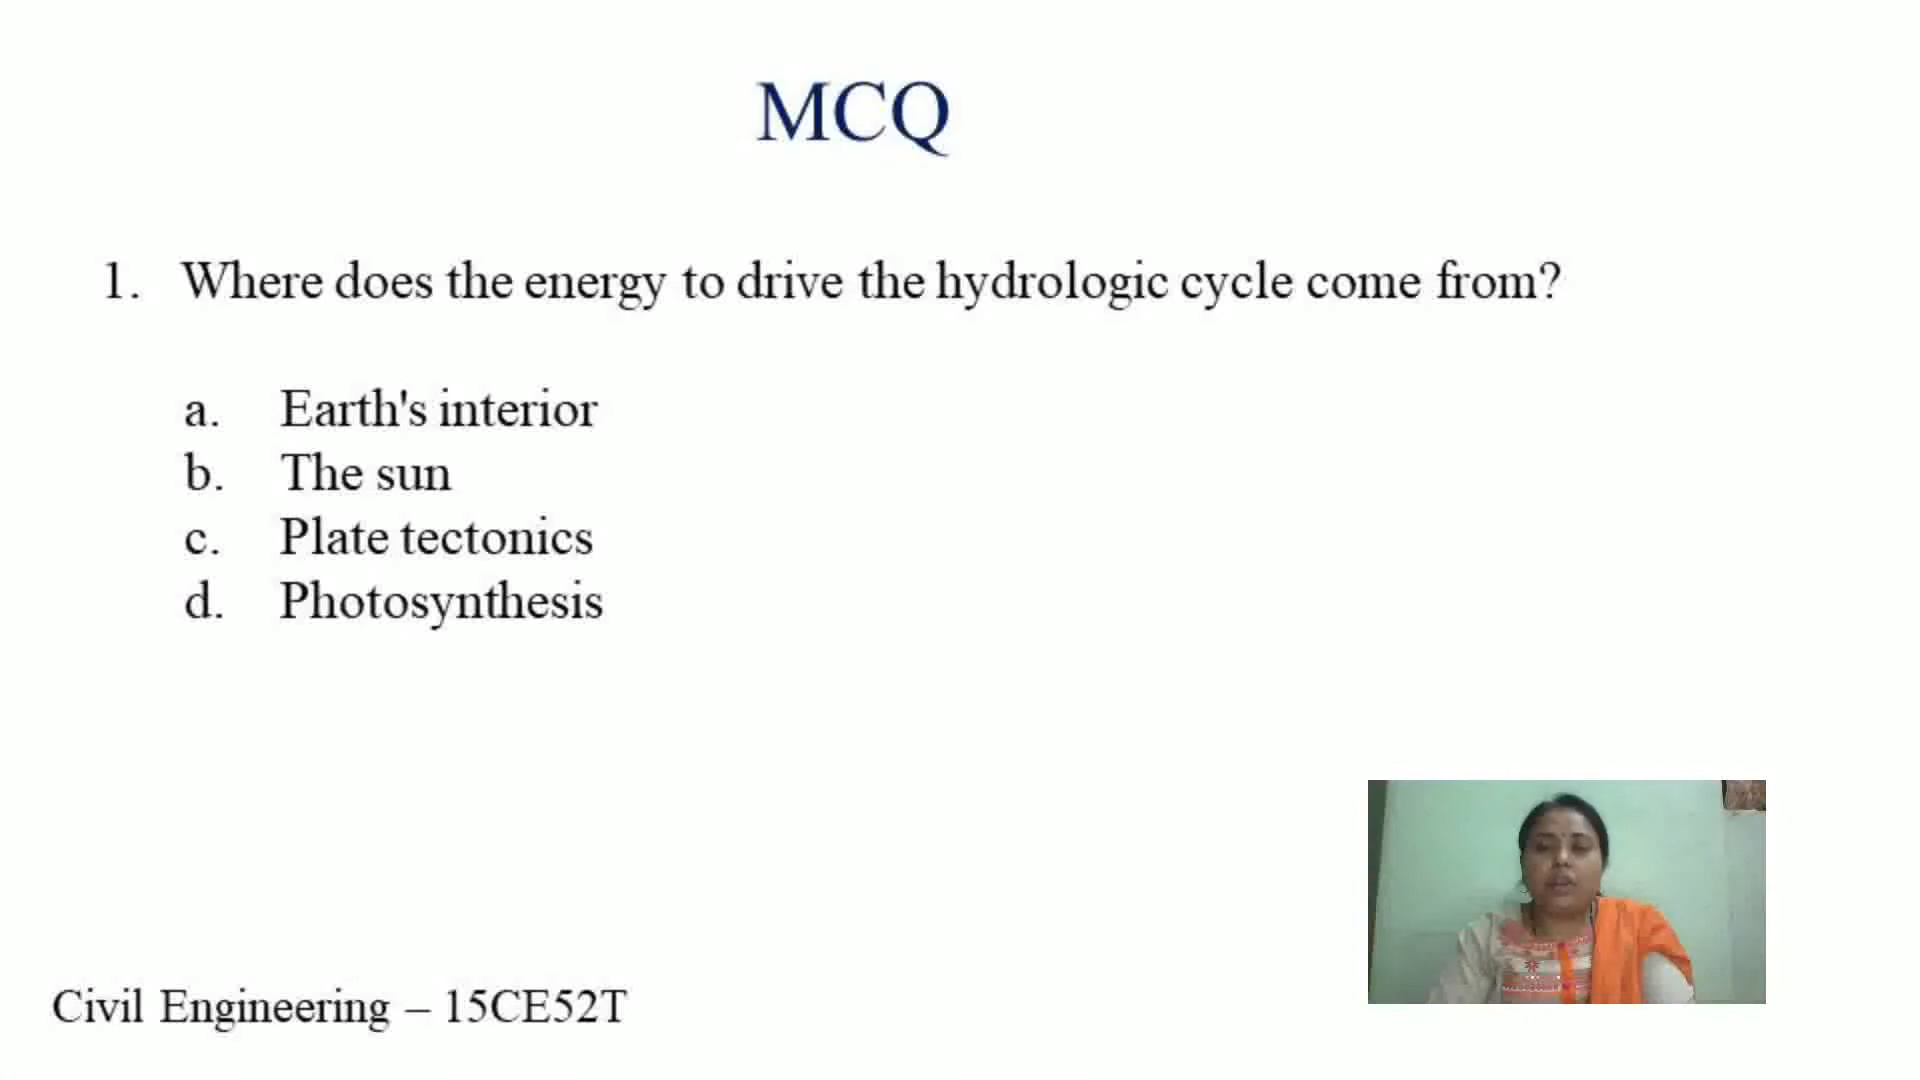 MCQ
1. Where does the energy to drive the hydrologic cycle come from?
a. Earth's interior
b. The sun
c. Plate tectonics
d. Photosynthesis
Civil Engineering – 15CE52T